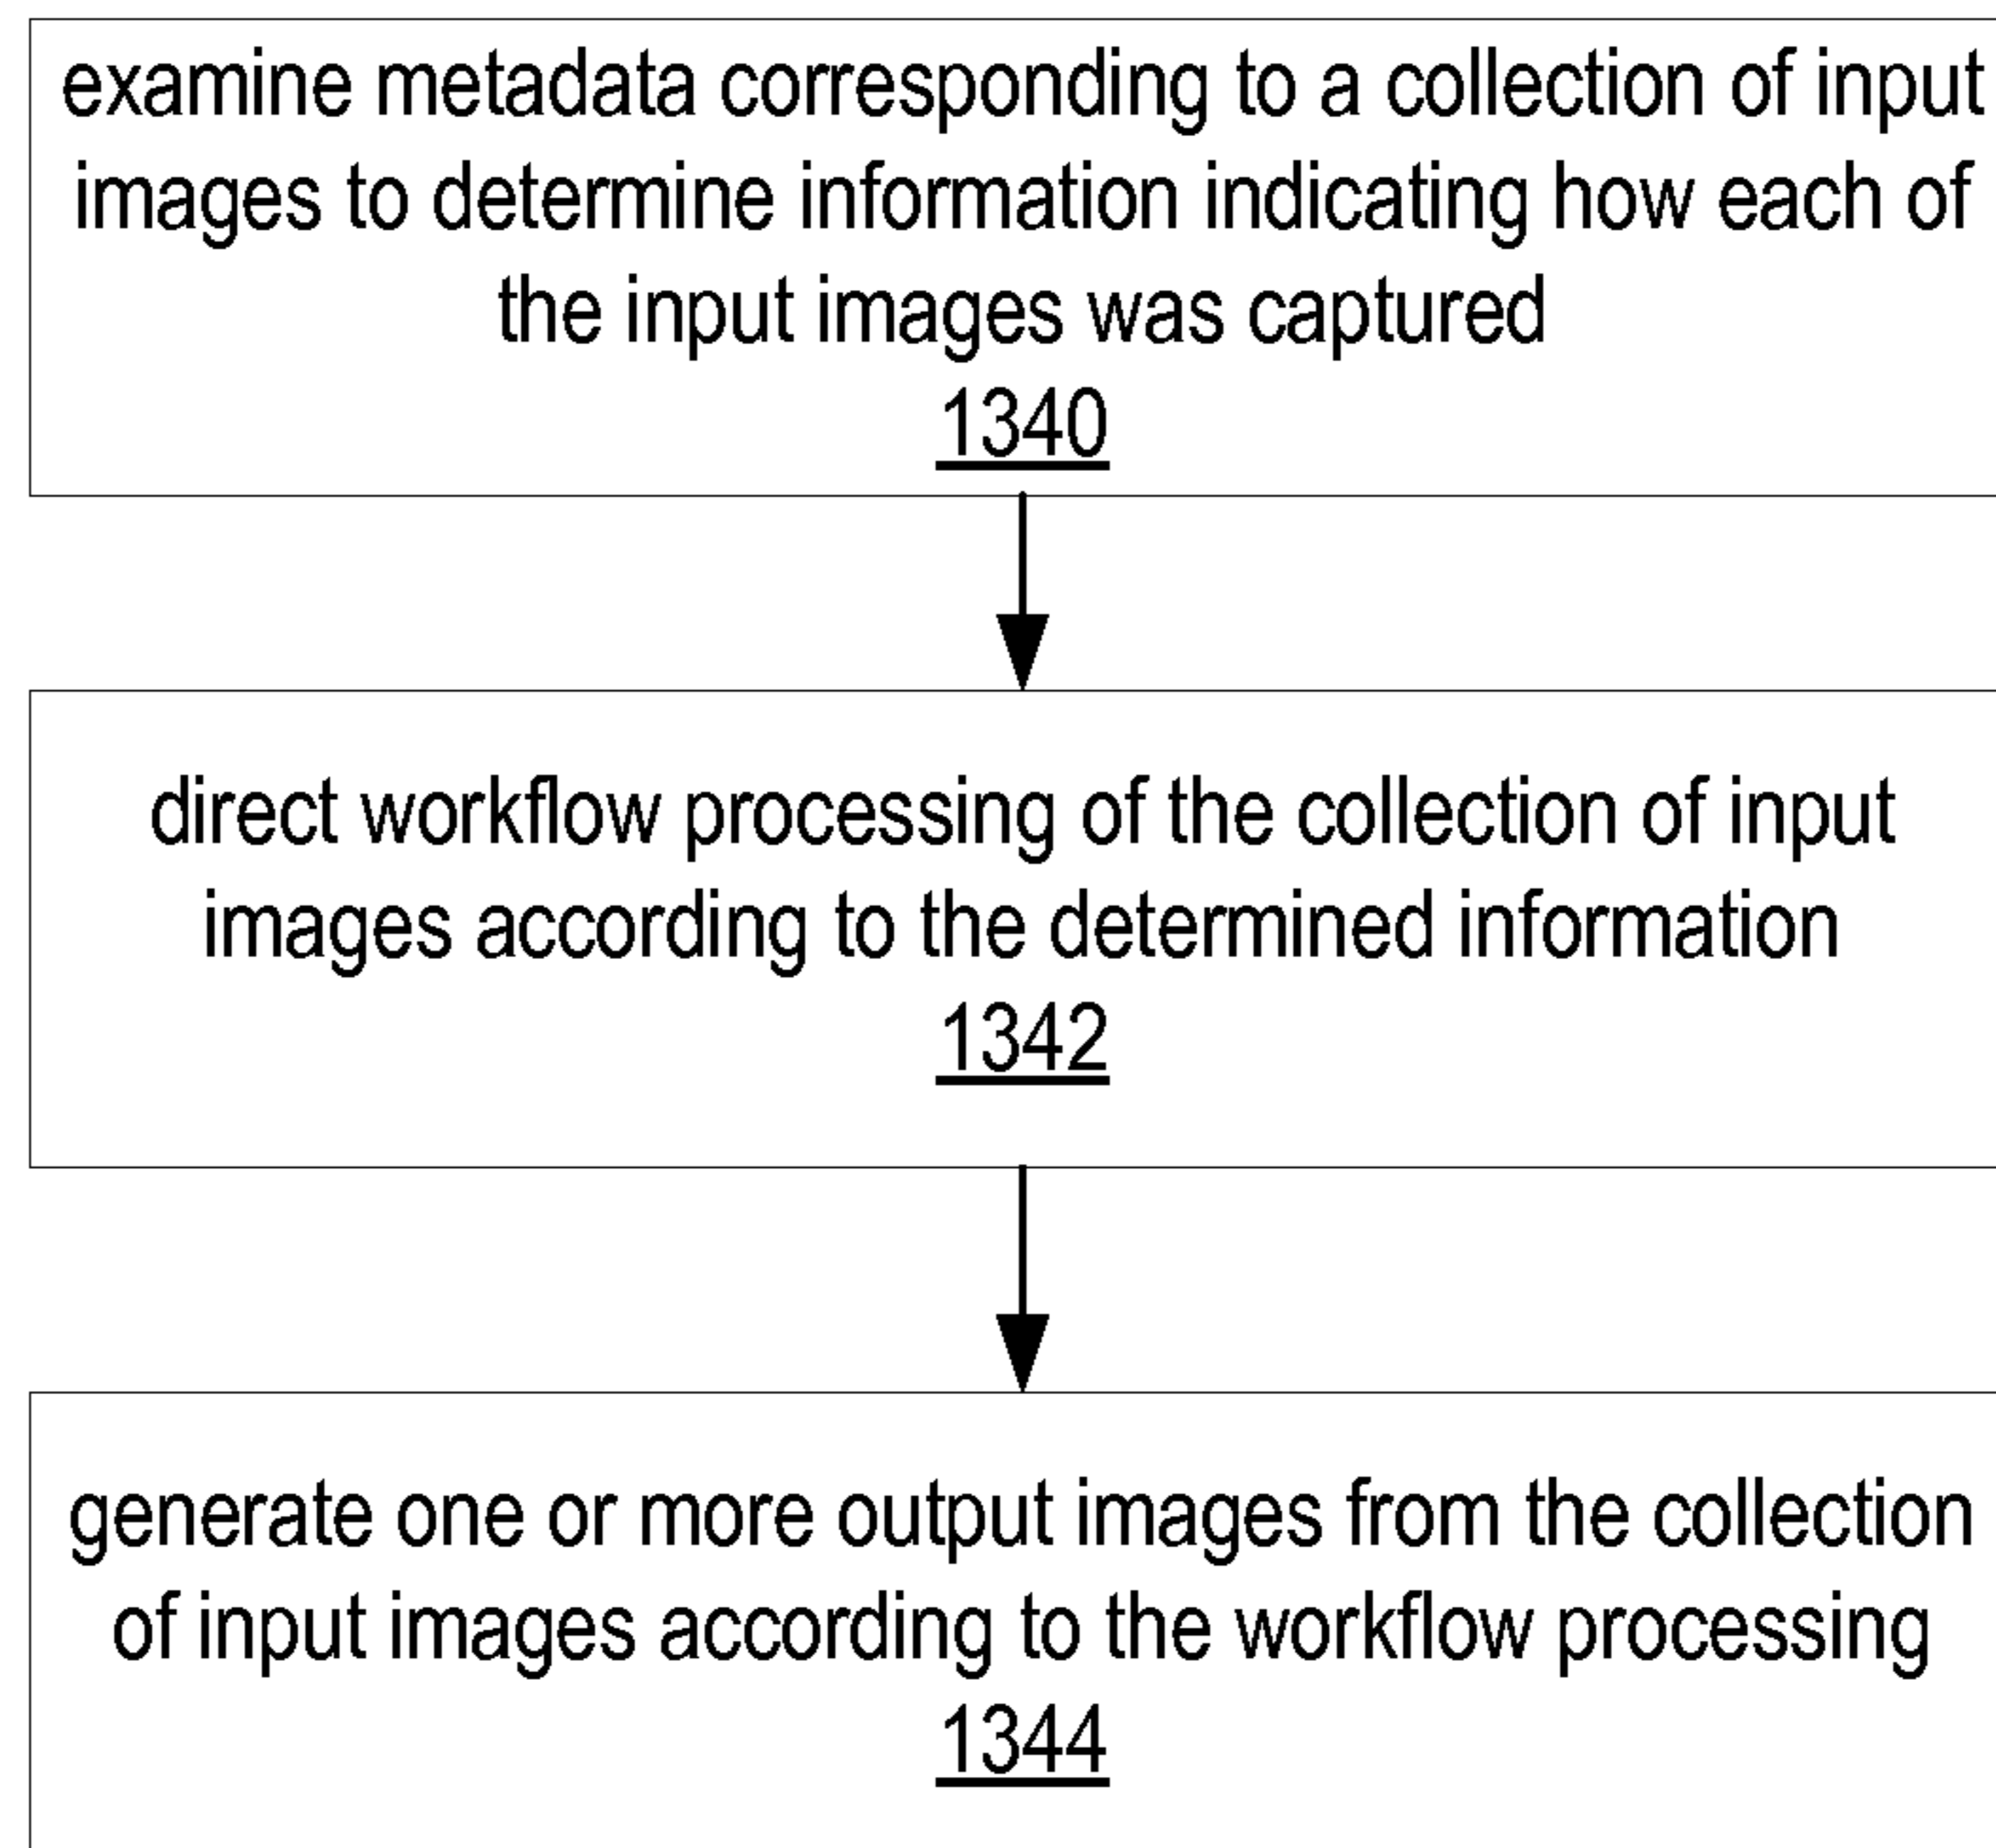 examine metadata corresponding to a collection of input
images to determine information indicating how each of
the input images was captured
1340
direct workflow processing of the collection of input
images according to the determined information
1342
generate one or more output images from the collection
of input images according to the workflow processing
1344